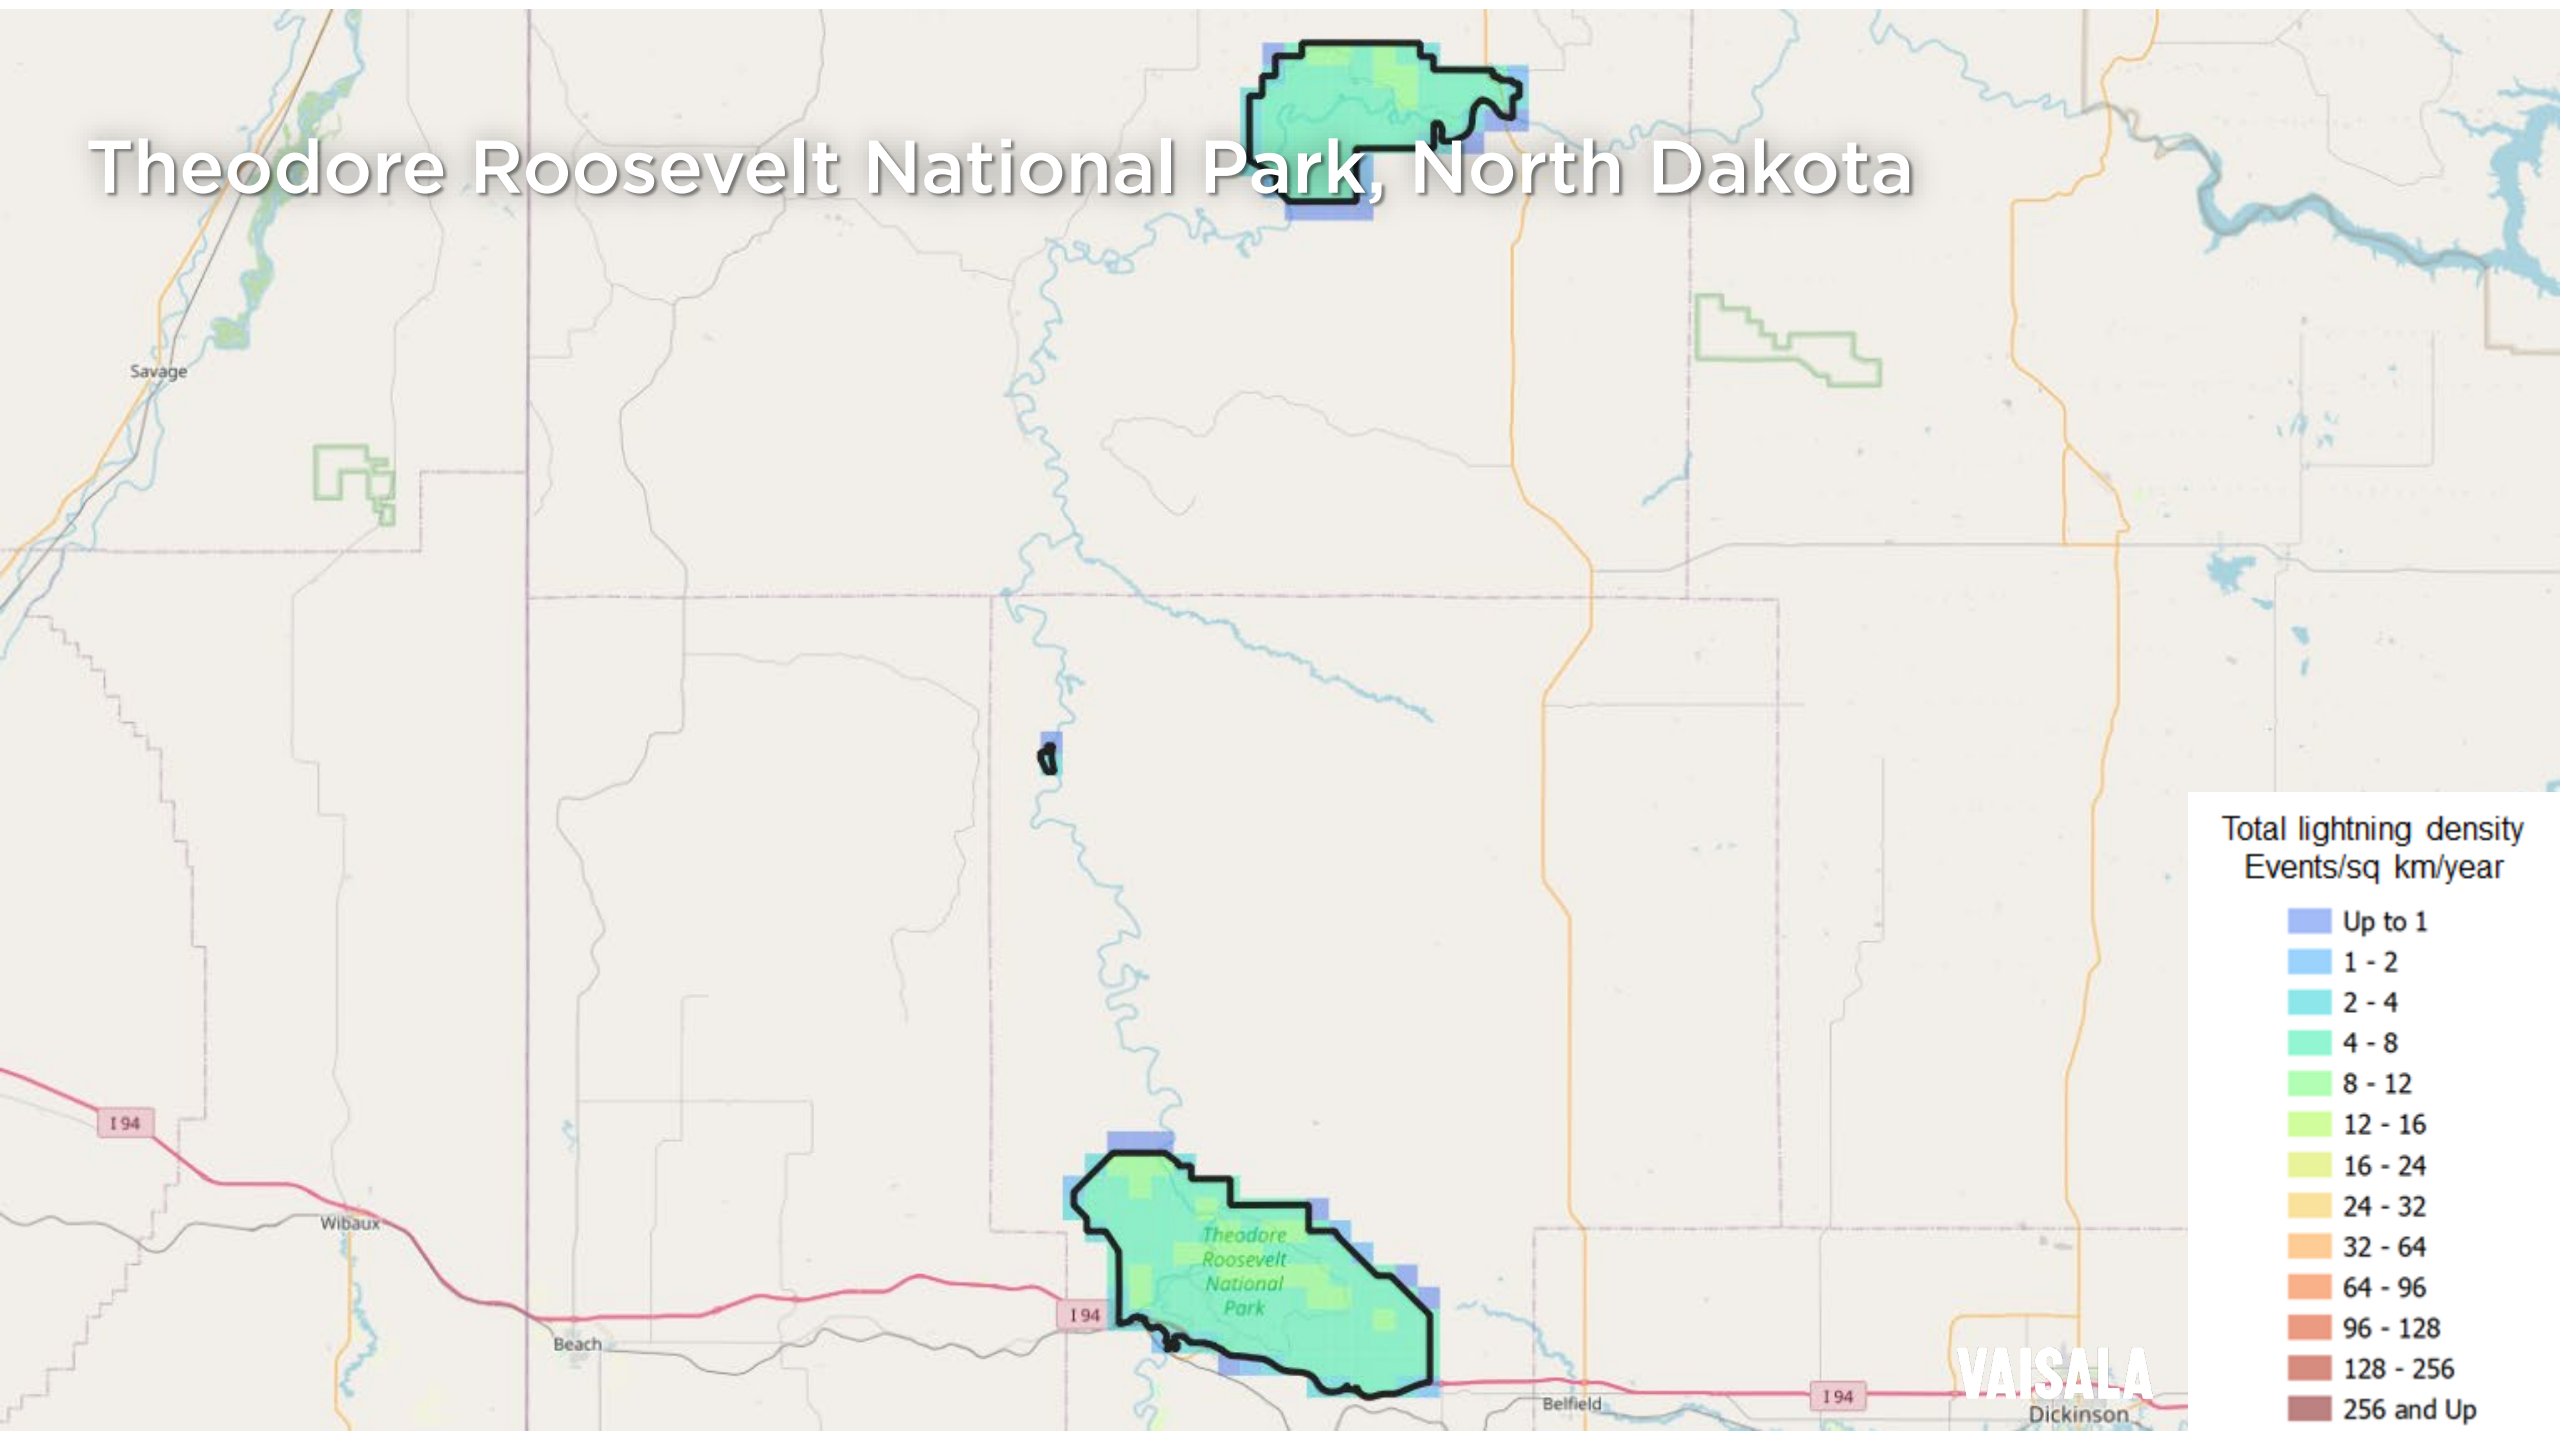 Theodore Roosevelt National Park, North Dakota
Savage
I 94
Wibaux
Beach
I 94
Theodore
Roosevelt
National
Park
Belfield
I 94
Dickinson
VAISALA
Total lightning density
Events/sq km/year
Up to 1
1 - 2
2 - 4
4 - 8
8 - 12
12 - 16
16 - 24
24 - 32
32 - 64
64 - 96
96 - 128
128 - 256
256 and Up